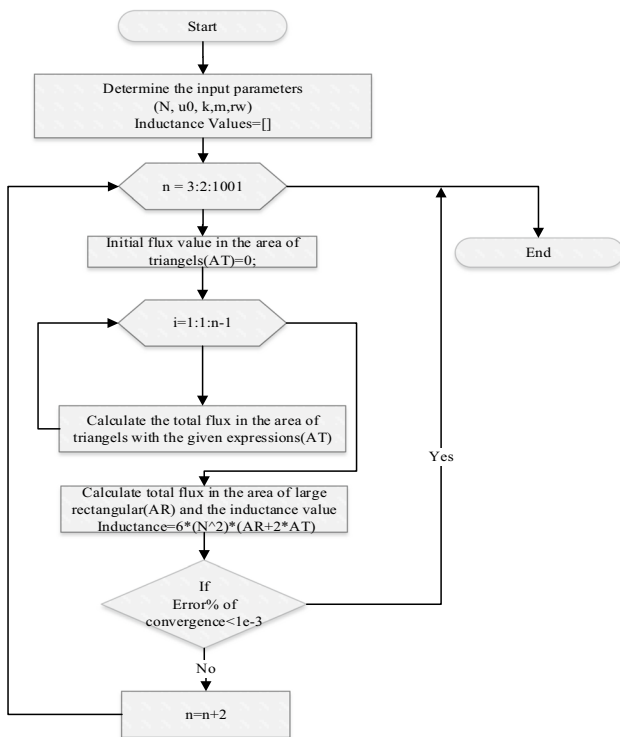 Start
Determine the input parameters
(N, u0, k,m,rw)
Inductance Values=[]
n = 3:2:1001
Initial flux value in the area of
triangels(AT)=0;
End
i=1:1:n-1
Calculate the total flux in the area of
triangels with the given expressions(AT)
Yes
Calculate total flux in the area of large
rectangular(AR) and the inductance value
Inductance=6*(N^2)*(AR+2*AT)
If
Error% of
convergence<1e-3
No
n=n+2